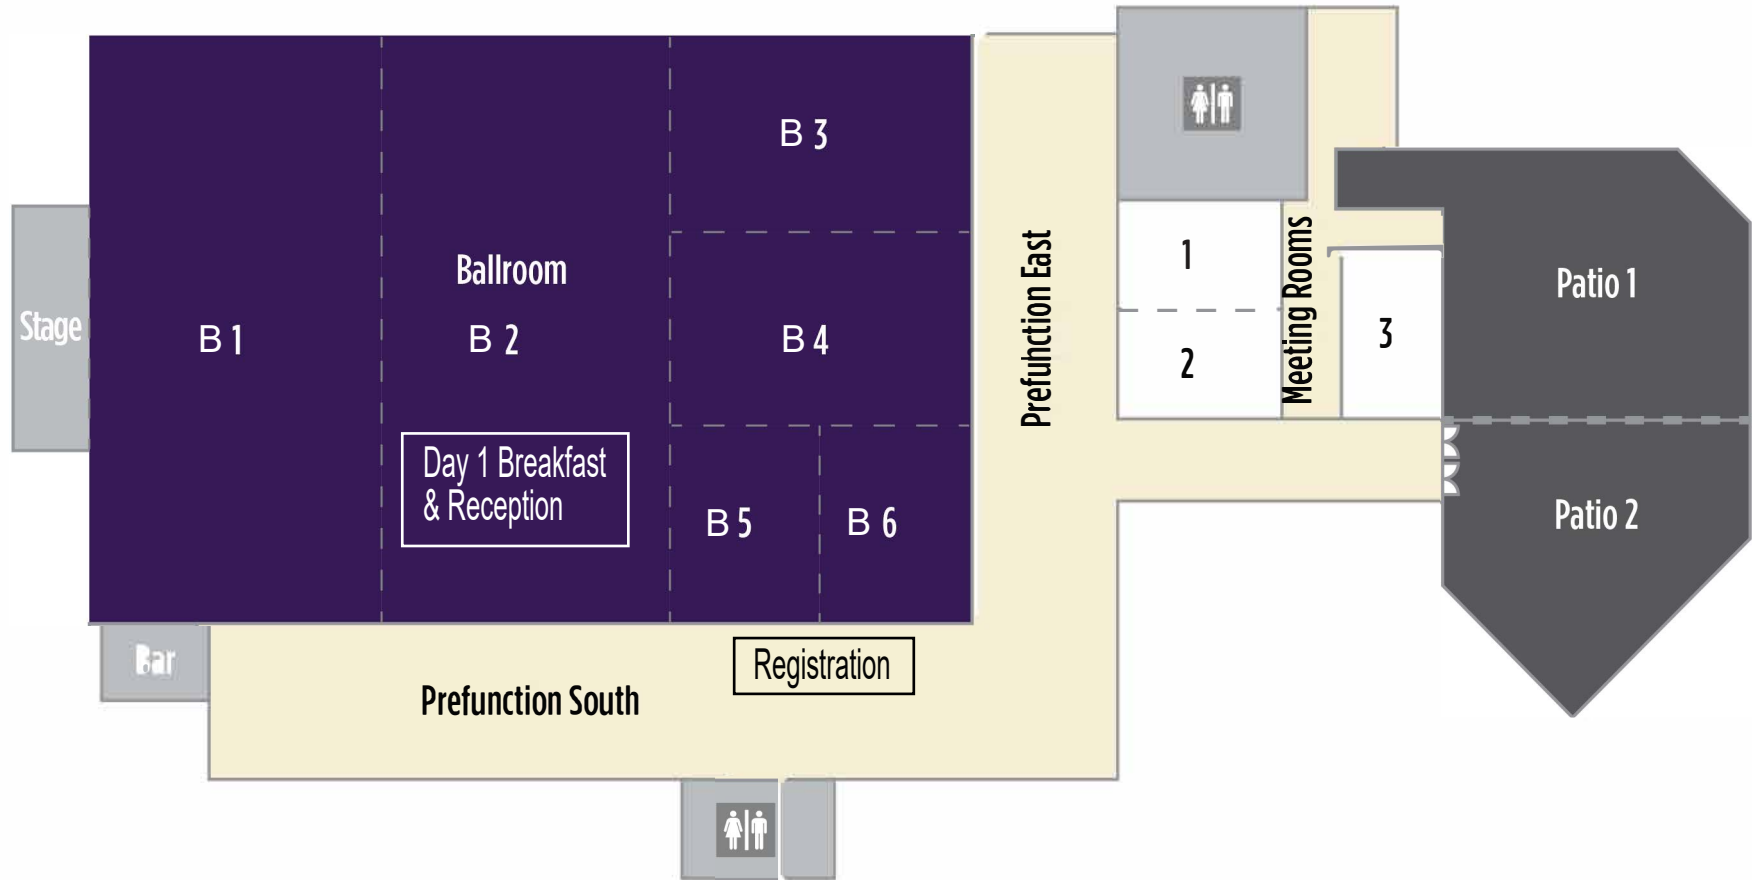 B 3
Ballroom
Stage
B 1
B 2
B 4
Day 1 Breakfast
& Reception
B 5
B 6
Bar
Prefunction South
Registration
Prefunction East
1
2
Meeting Rooms
3
Patio 1
Patio 2